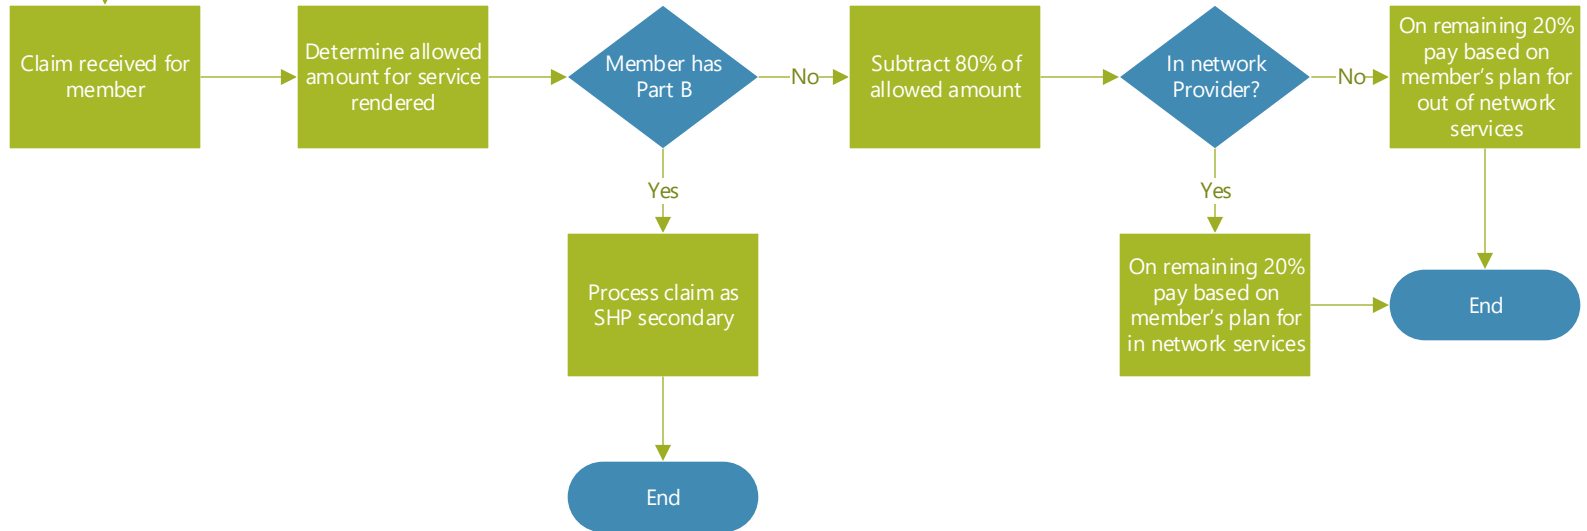 Claim received for
member
Determine allowed
amount for service
rendered
Member has
Part B
No
Subtract 80% of
allowed amount
In network
Provider?
No
On remaining 20%
pay based on
member's plan for
out of network
services
Yes
Yes
Process claim as
SHP secondary
On remaining 20%
pay based on
member's plan for
in network services
End
End